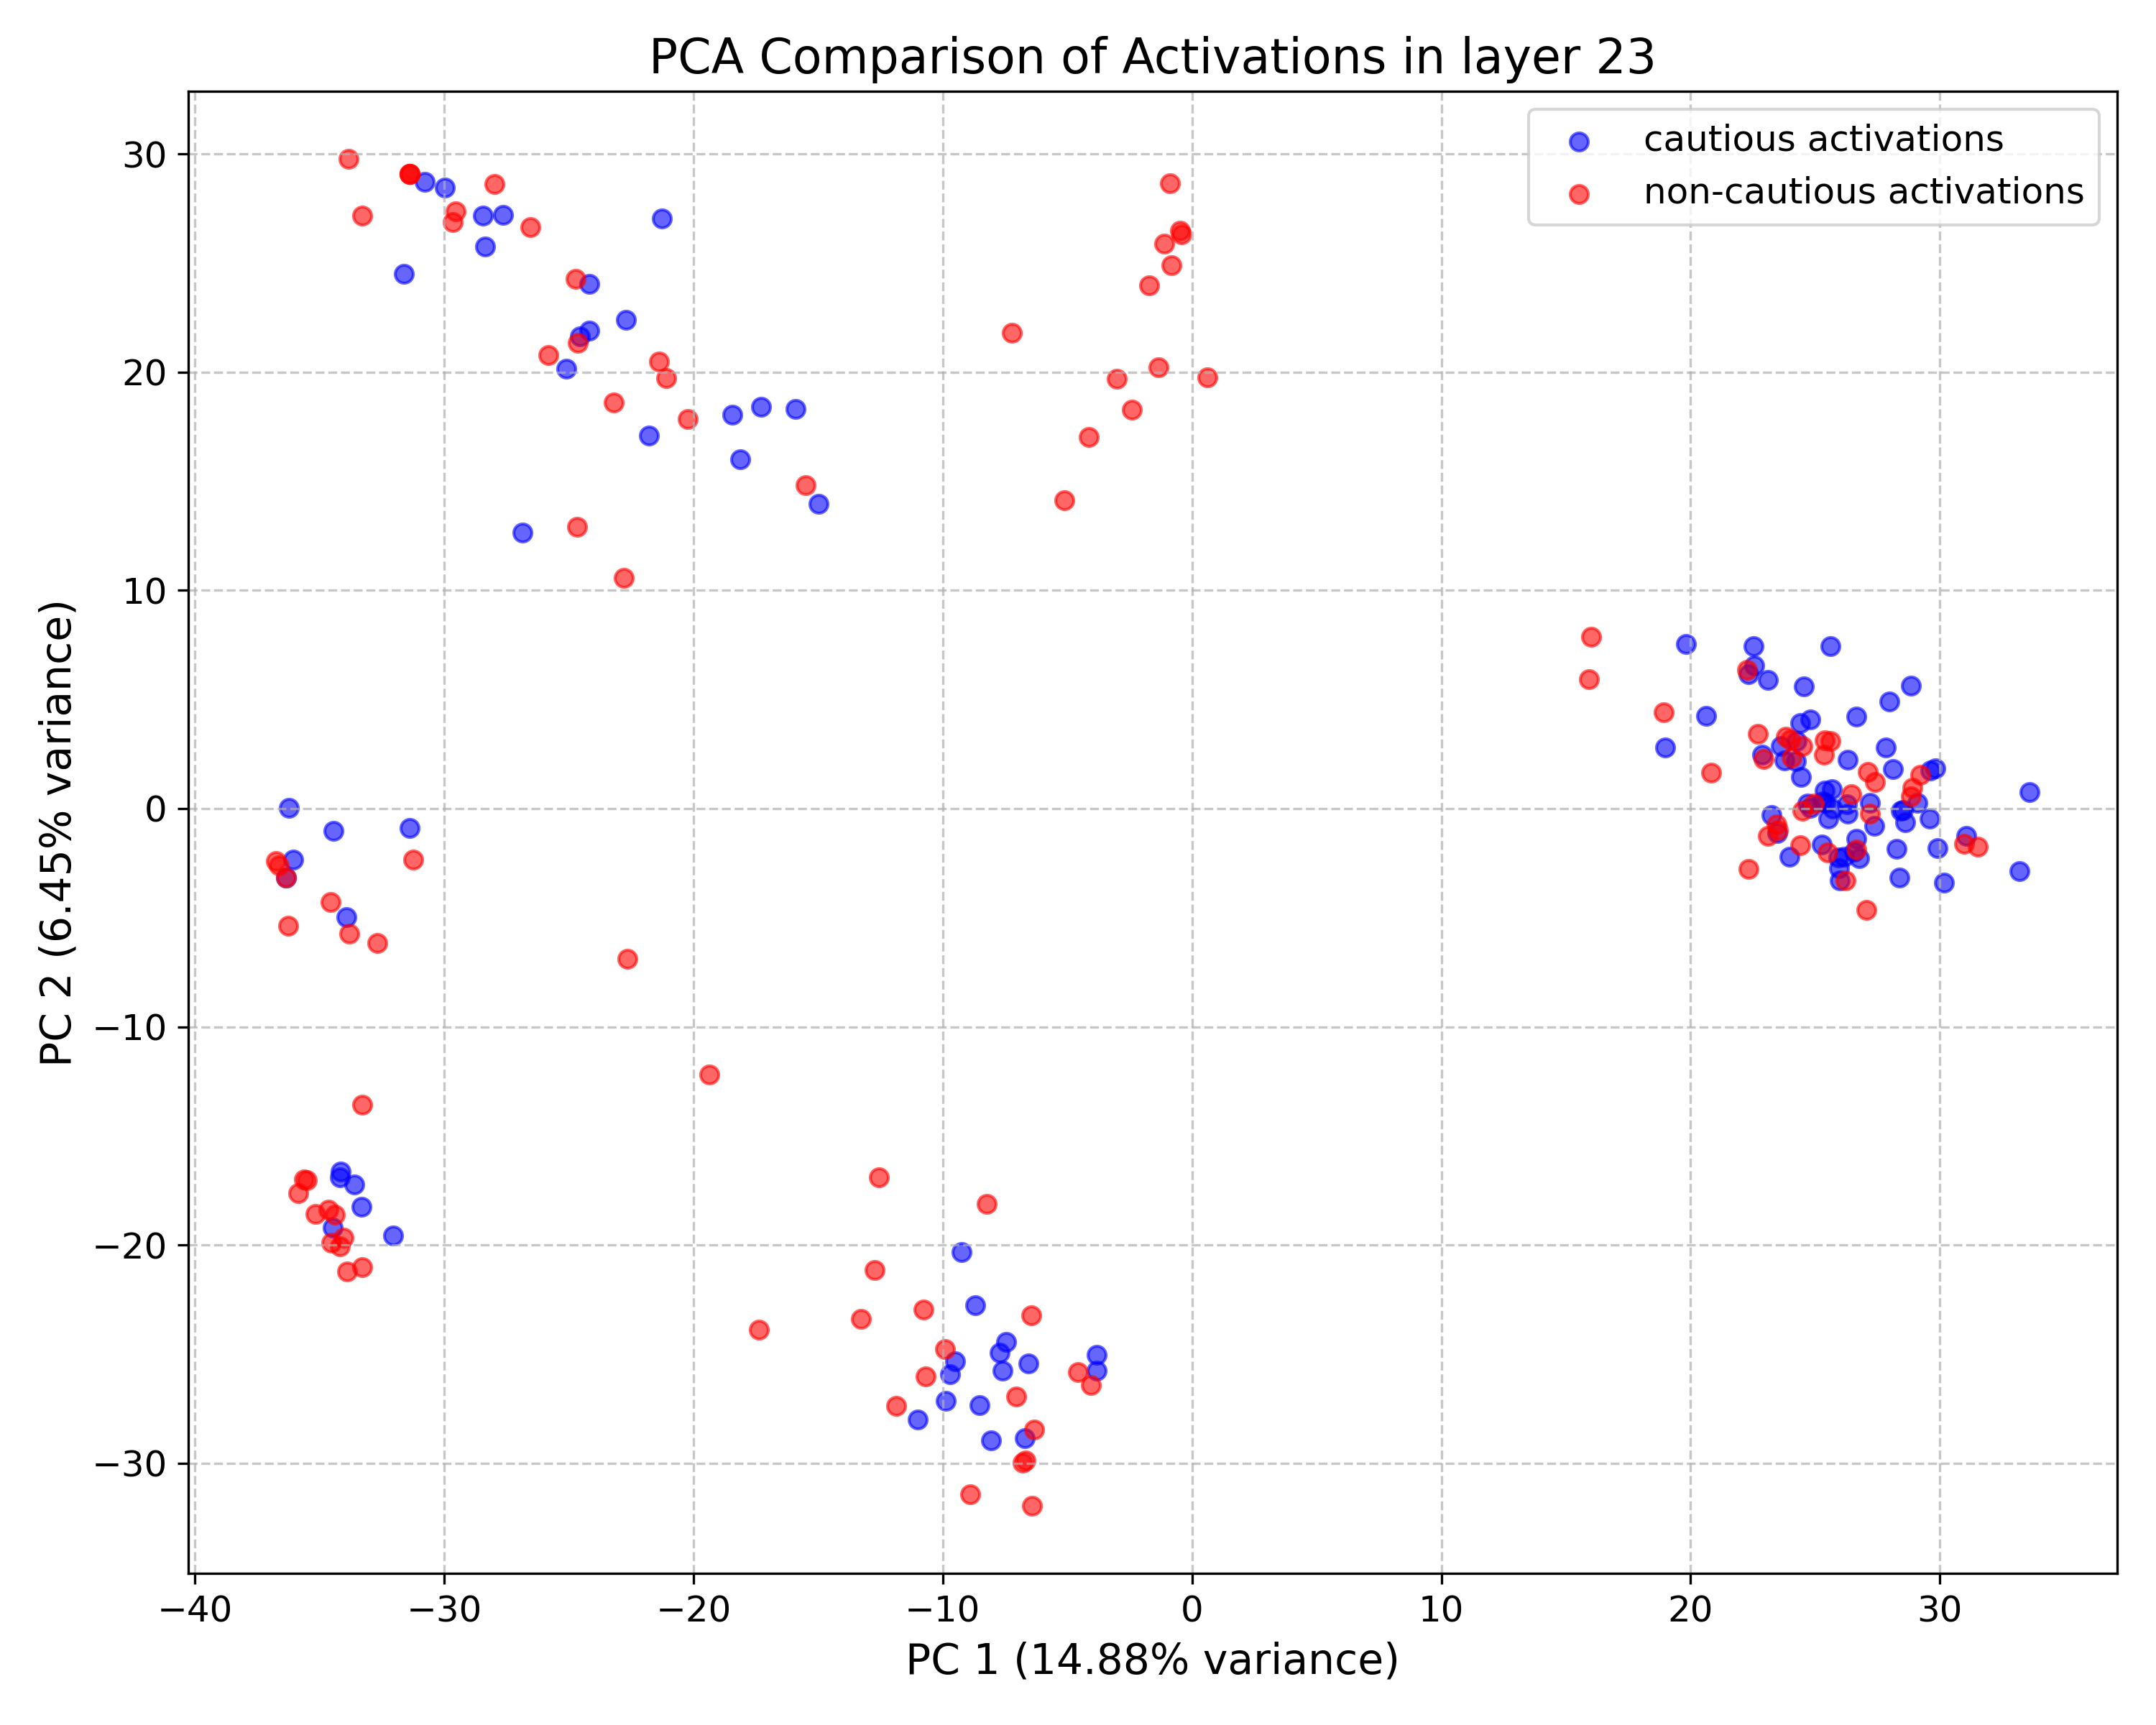 PCA Comparison of Activations in layer 23
cautious activations
non-cautious activations
30
20
10
0
−10
−20
−30
PC 2 (6.45% variance)
−40 −30 −20 −10 0 10 20 30
PC 1 (14.88% variance)